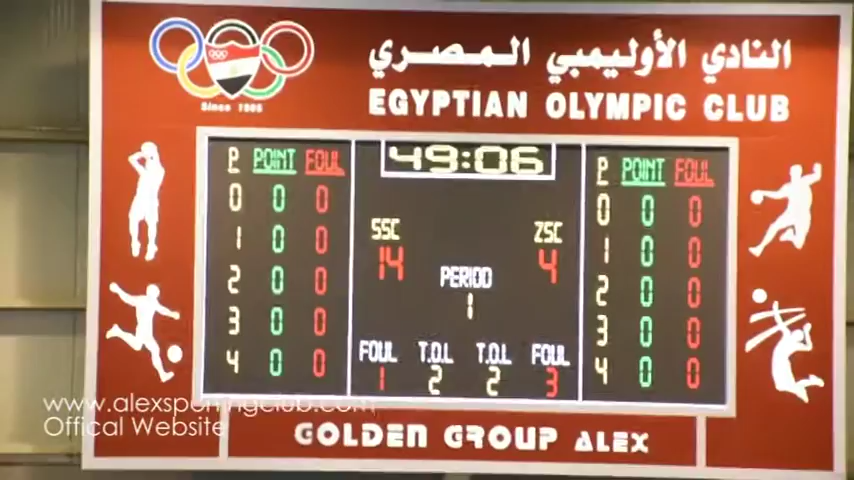 النادي الأوليمبي المصري
EGYPTIAN OLYMPIC CLUB
Since 1905
49:06
P POINT FOUL
0 0 0
1 0 0
2 0 0
3 0 0
4 0 0
SSC ZSC
14 4
PERIOD
1
FOUL T.O.L T.O.L FOUL
1 2 2 3
P POINT FOUL
0 0 0
1 0 0
2 0 0
3 0 0
4 0 0
GOLDEN GROUP ALEX
www.alexsportingclub.com
Offical Website